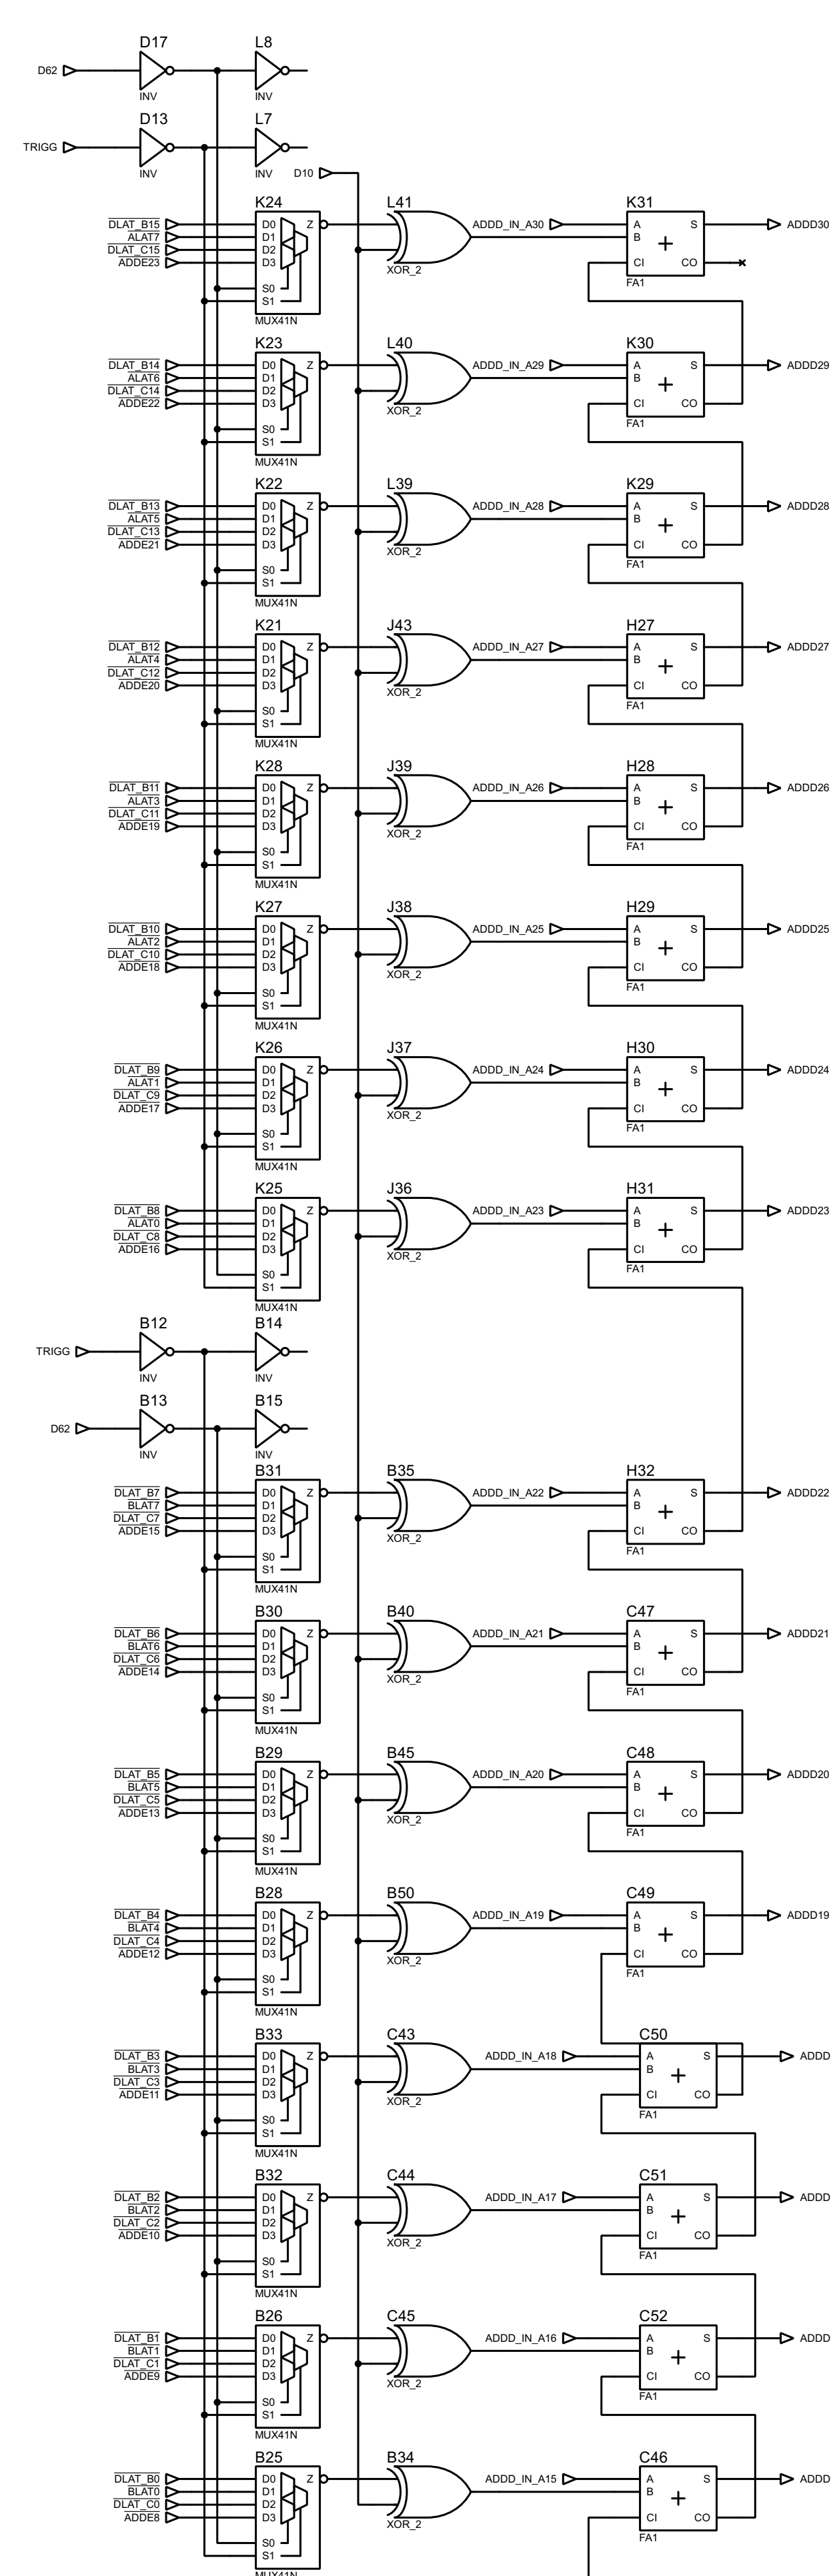 D17 L8
D62
INV INV
D13 L7
TRIGG
INV INV
D10
K24 L41 K31
DLAT_B15 D0 Z ADDD_IN_A30 A S ADDD30
ALAT7 D1 B
DLAT_C15 D2
ADDE23 D3 CI CO
XOR_2 FA1
S0
S1
MUX41N
K23 L40 K30
DLAT_B14 D0 Z ADDD_IN_A29 A S ADDD29
ALAT6 D1 B
DLAT_C14 D2
ADDE22 D3 CI CO
XOR_2 FA1
S0
S1
MUX41N
K22 L39 K29
DLAT_B13 D0 Z ADDD_IN_A28 A S ADDD28
ALAT5 D1 B
DLAT_C13 D2
ADDE21 D3 CI CO
XOR_2 FA1
S0
S1
MUX41N
K21 J43 H27
DLAT_B12 D0 Z ADDD_IN_A27 A S ADDD27
ALAT4 D1 B
DLAT_C12 D2
ADDE20 D3 CI CO
XOR_2 FA1
S0
S1
MUX41N
K28 J39 H28
DLAT_B11 D0 Z ADDD_IN_A26 A S ADDD26
ALAT3 D1 B
DLAT_C11 D2
ADDE19 D3 CI CO
XOR_2 FA1
S0
S1
MUX41N
K27 J38 H29
DLAT_B10 D0 Z ADDD_IN_A25 A S ADDD25
ALAT2 D1 B
DLAT_C10 D2
ADDE18 D3 CI CO
XOR_2 FA1
S0
S1
MUX41N
K26 J37 H30
DLAT_B9 D0 Z ADDD_IN_A24 A S ADDD24
ALAT1 D1 B
DLAT_C9 D2
ADDE17 D3 CI CO
XOR_2 FA1
S0
S1
MUX41N
K25 J36 H31
DLAT_B8 D0 Z ADDD_IN_A23 A S ADDD23
ALAT0 D1 B
DLAT_C8 D2
ADDE16 D3 CI CO
XOR_2 FA1
S0
S1
MUX41N
B12 B14
TRIGG
INV INV
B13 B15
D62
INV INV
B31 B35 H32
DLAT_B7 D0 Z ADDD_IN_A22 A S ADDD22
BLAT7 D1 B
DLAT_C7 D2
ADDE15 D3 CI CO
XOR_2 FA1
S0
S1
MUX41N
B30 B40 C47
DLAT_B6 D0 Z ADDD_IN_A21 A S ADDD21
BLAT6 D1 B
DLAT_C6 D2
ADDE14 D3 CI CO
XOR_2 FA1
S0
S1
MUX41N
B29 B45 C48
DLAT_B5 D0 Z ADDD_IN_A20 A S ADDD20
BLAT5 D1 B
DLAT_C5 D2
ADDE13 D3 CI CO
XOR_2 FA1
S0
S1
MUX41N
B28 B50 C49
DLAT_B4 D0 Z ADDD_IN_A19 A S ADDD19
BLAT4 D1 B
DLAT_C4 D2
ADDE12 D3 CI CO
XOR_2 FA1
S0
S1
MUX41N
B33 C43 C50
DLAT_B3 D0 Z ADDD_IN_A18 A S ADDD
BLAT3 D1 B
DLAT_C3 D2
ADDE11 D3 CI CO
XOR_2 FA1
S0
S1
MUX41N
B32 C44 C51
DLAT_B2 D0 Z ADDD_IN_A17 A S ADDD
BLAT2 D1 B
DLAT_C2 D2
ADDE10 D3 CI CO
XOR_2 FA1
S0
S1
MUX41N
B26 C45 C52
DLAT_B1 D0 Z ADDD_IN_A16 A S ADDD
BLAT1 D1 B
DLAT_C1 D2
ADDE9 D3 CI CO
XOR_2 FA1
S0
S1
MUX41N
B25 B34 C46
DLAT_B0 D0 Z ADDD_IN_A15 A S ADDD
BLAT0 D1 B
DLAT_C0 D2
ADDE8 D3 CI CO
XOR_2 FA1
S0
S1
MUX41N